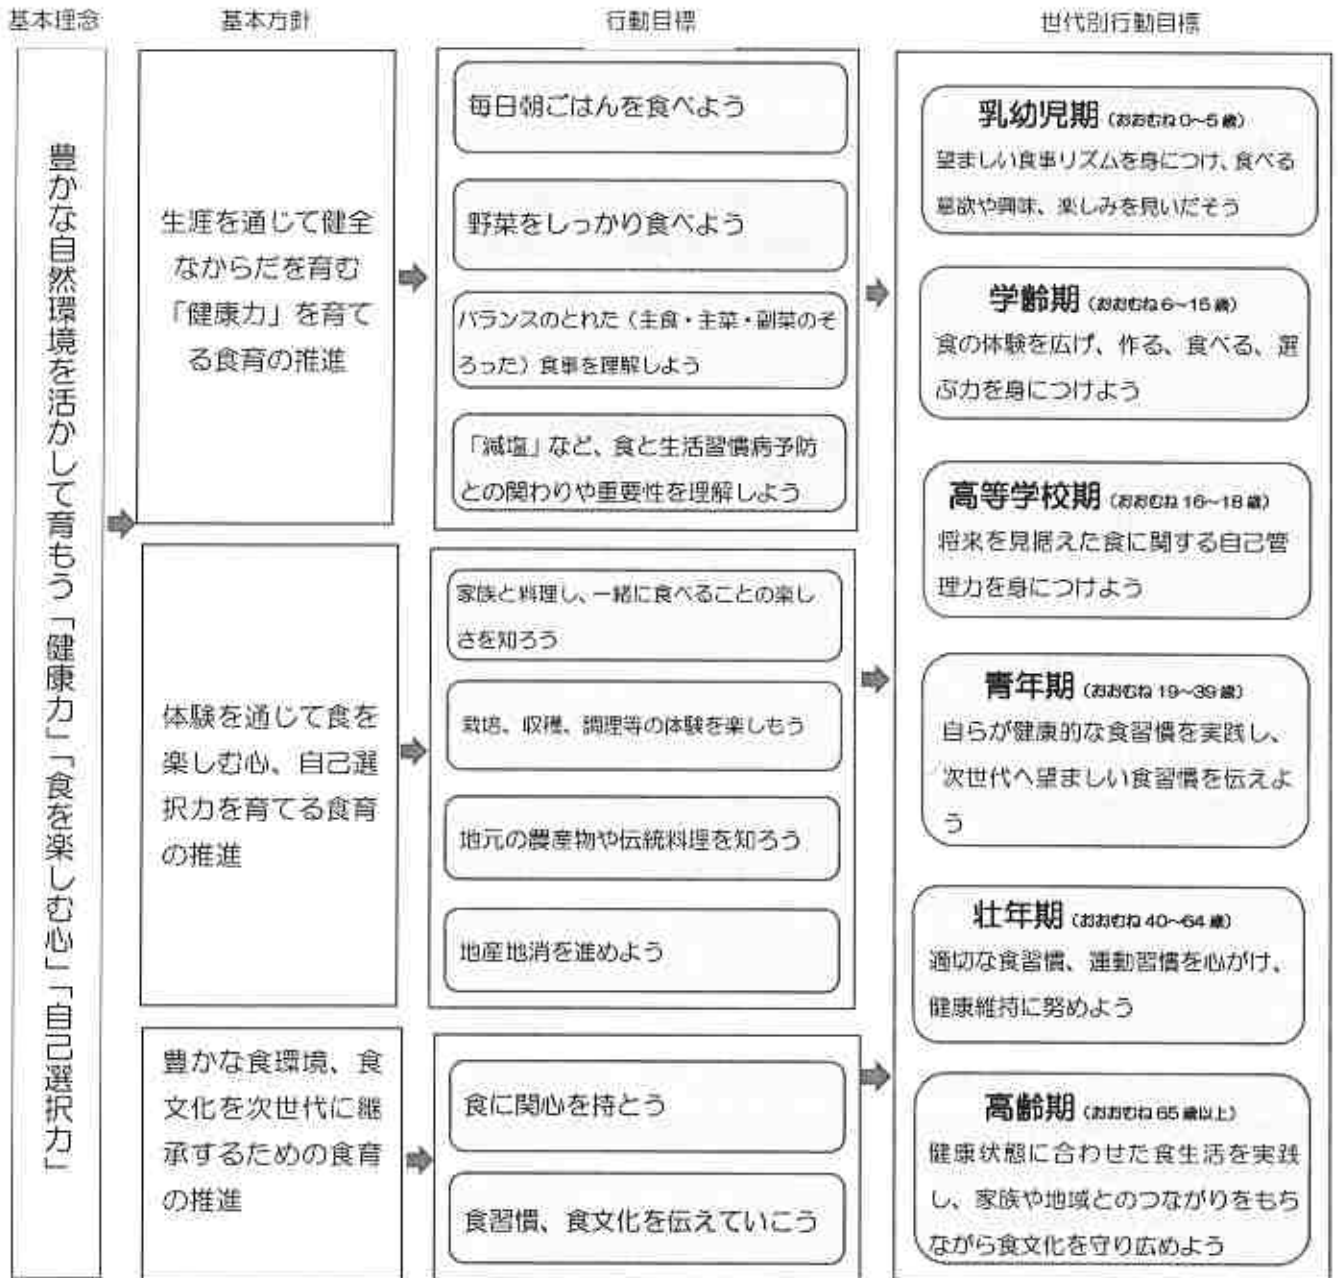 基本理念
基本方針
行動目標
世代別行動目標
豊かな自然環境を活かして育もう「健康力」「食を楽しむ心」「自己選択力」
生涯を通じて健全
なからだを育む
「健康力」を育て
る食育の推進
毎日朝ごはんを食べよう
野菜をしっかり食べよう
バランスのとれた（主食・主菜・副菜のそ
ろった）食事を理解しよう
「減塩」など、食と生活習慣病予防
との関わりや重要性を理解しよう
体験を通じて食を
楽しむ心、自己選
択力を育てる食育
の推進
家族と料理し、一緒に食べることの楽し
さを知ろう
栽培、収穫、調理等の体験を楽しもう
地元の農産物や伝統料理を知ろう
地産地消を進めよう
豊かな食環境、食
文化を次世代に継
承するための食育
の推進
食に関心を持とう
食習慣、食文化を伝えていこう
乳幼児期（おおむね0～5歳）
望ましい食事リズムを身につけ、食べる
意欲や興味、楽しみを見いだそう
学齢期（おおむね6～15歳）
食の体験を広げ、作る、食べる、選
ぶ力を身につけよう
高等学校期（おおむね16～18歳）
将来を見据えた食に関する自己管
理力を身につけよう
青年期（おおむね19～39歳）
自らが健康的な食習慣を実践し、
次世代へ望ましい食習慣を伝えよ
う
壮年期（おおむね40～64歳）
適切な食習慣、運動習慣を心がけ、
健康維持に努めよう
高齢期（おおむね65歳以上）
健康状態に合わせた食生活を実践
し、家族や地域とのつながりをもち
ながら食文化を守り広めよう